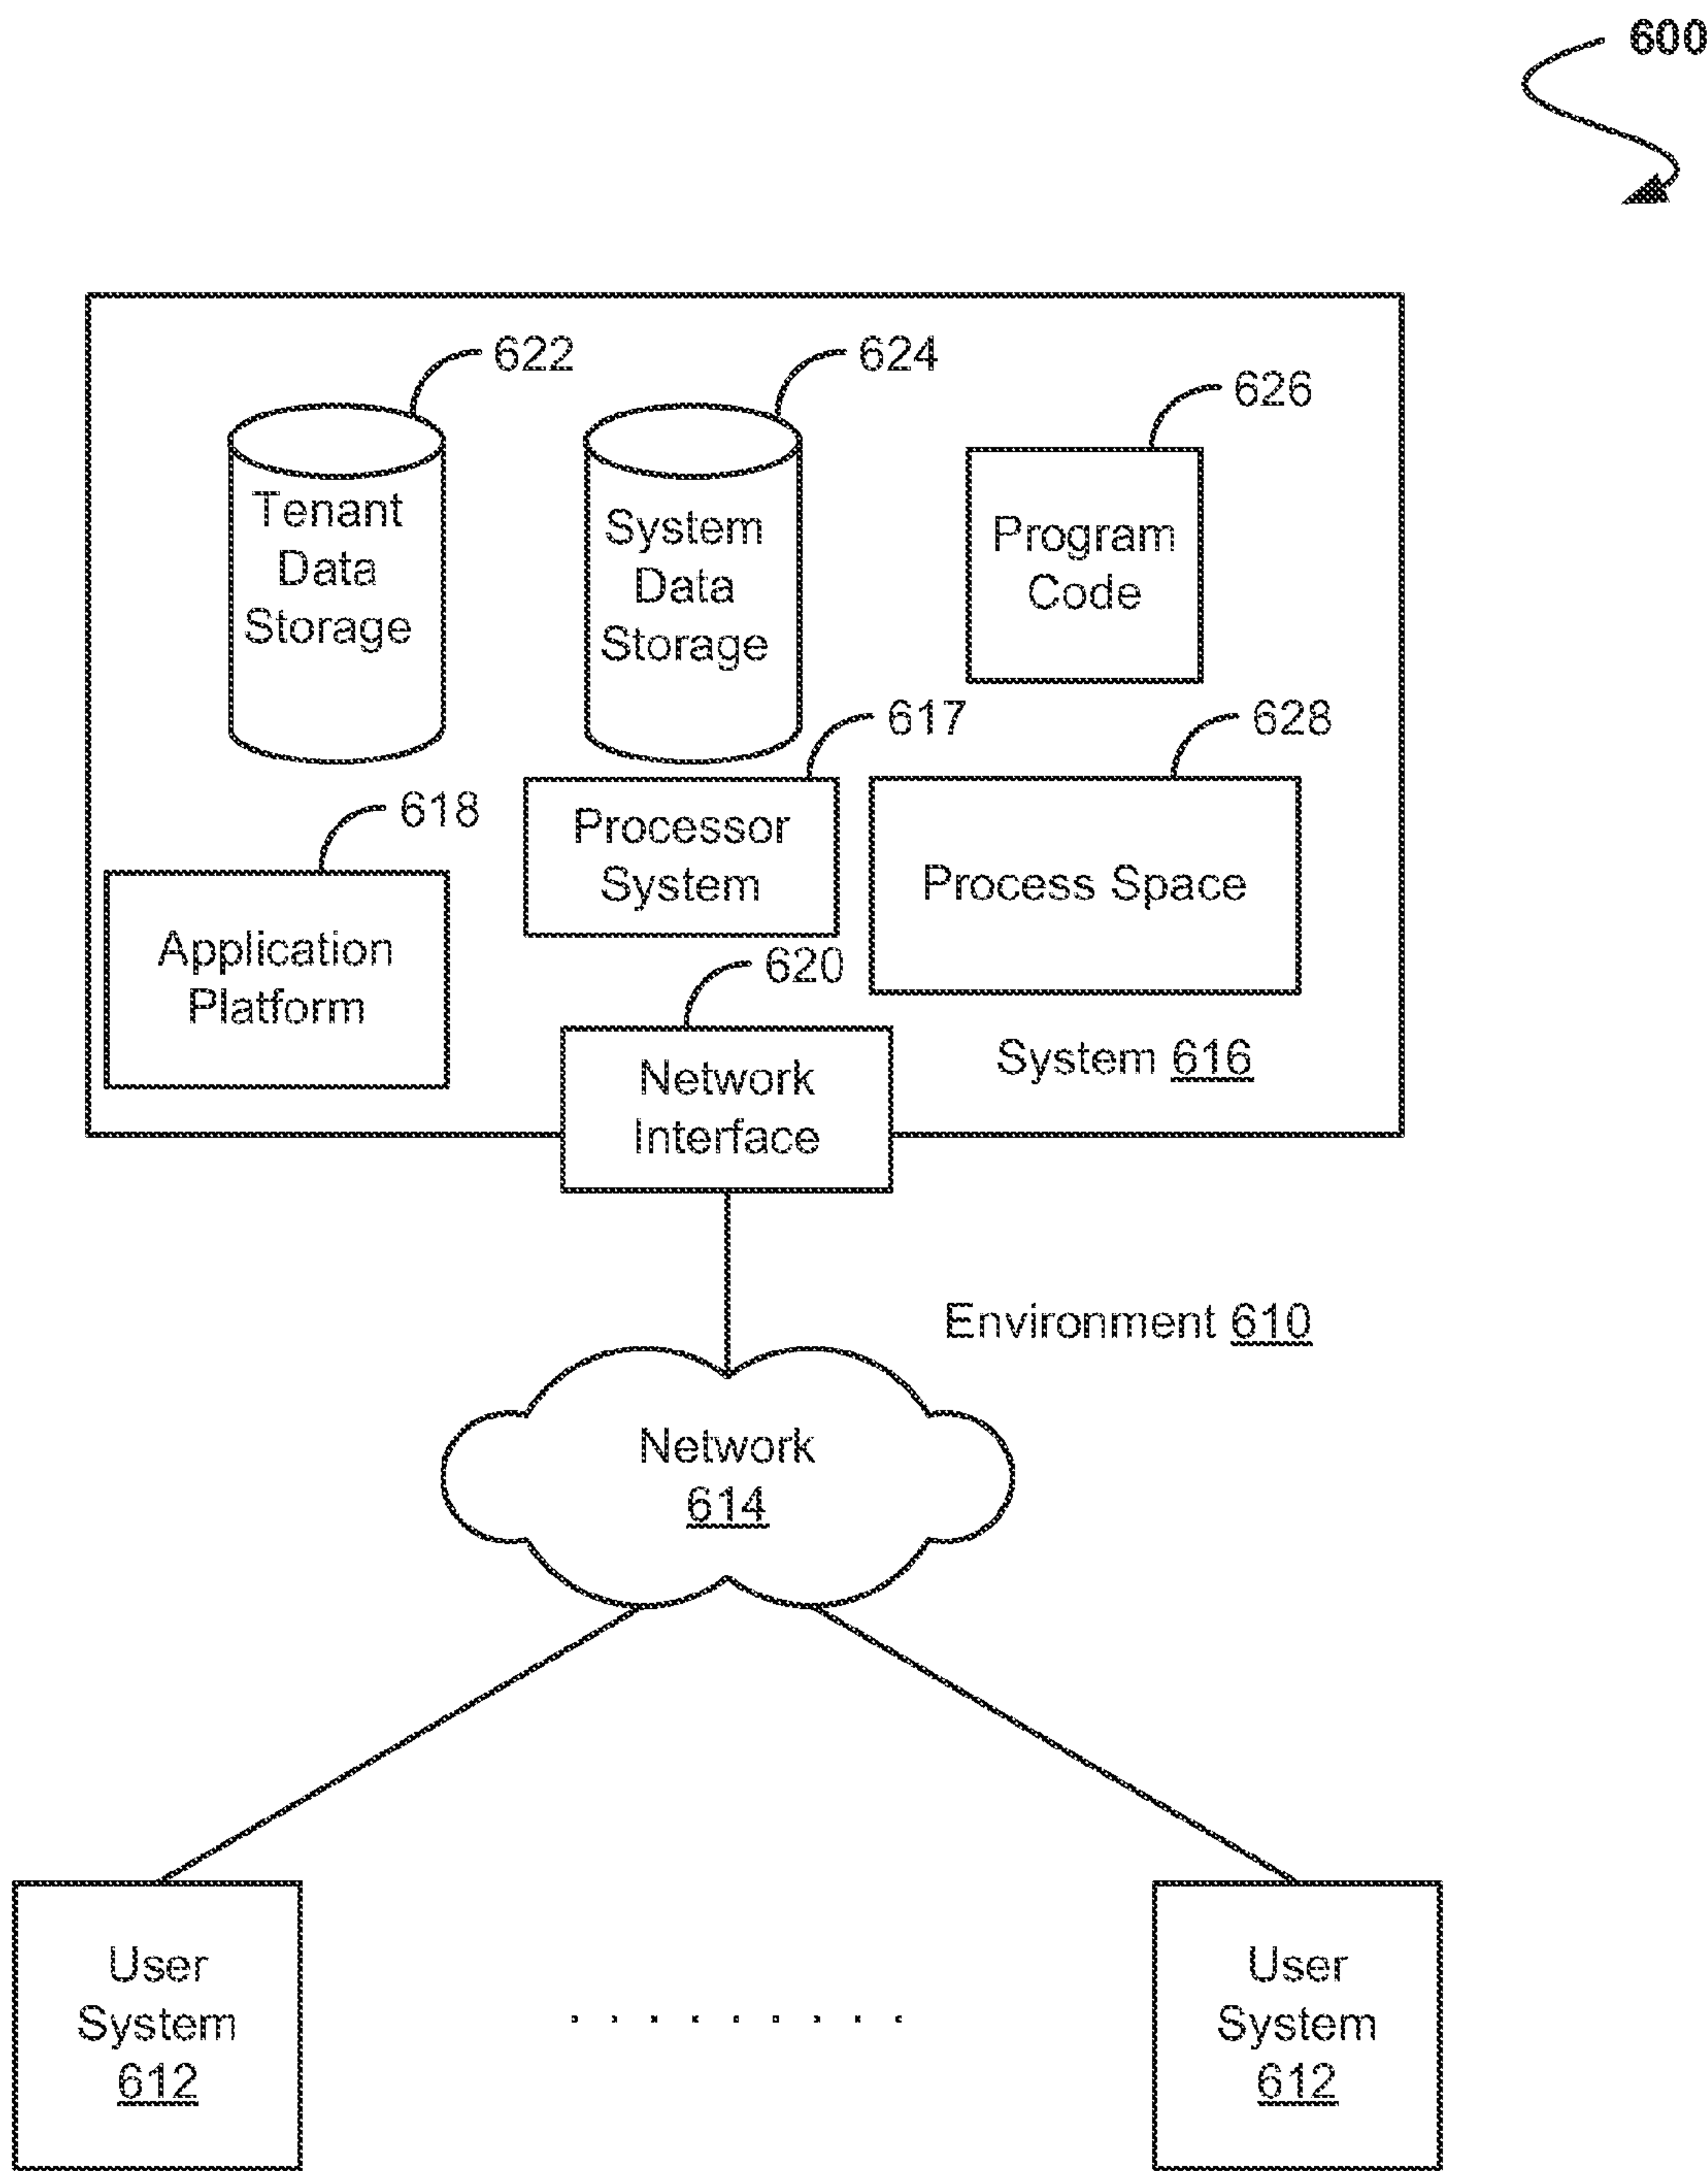 600
622
624
626
Tenant
Data
Storage
System
Data
Storage
Program
Code
617
628
618
Processor
System
Process Space
Application
Platform
620
Network
Interface
System 616
Environment 610
Network
614
User
System
612
User
System
612